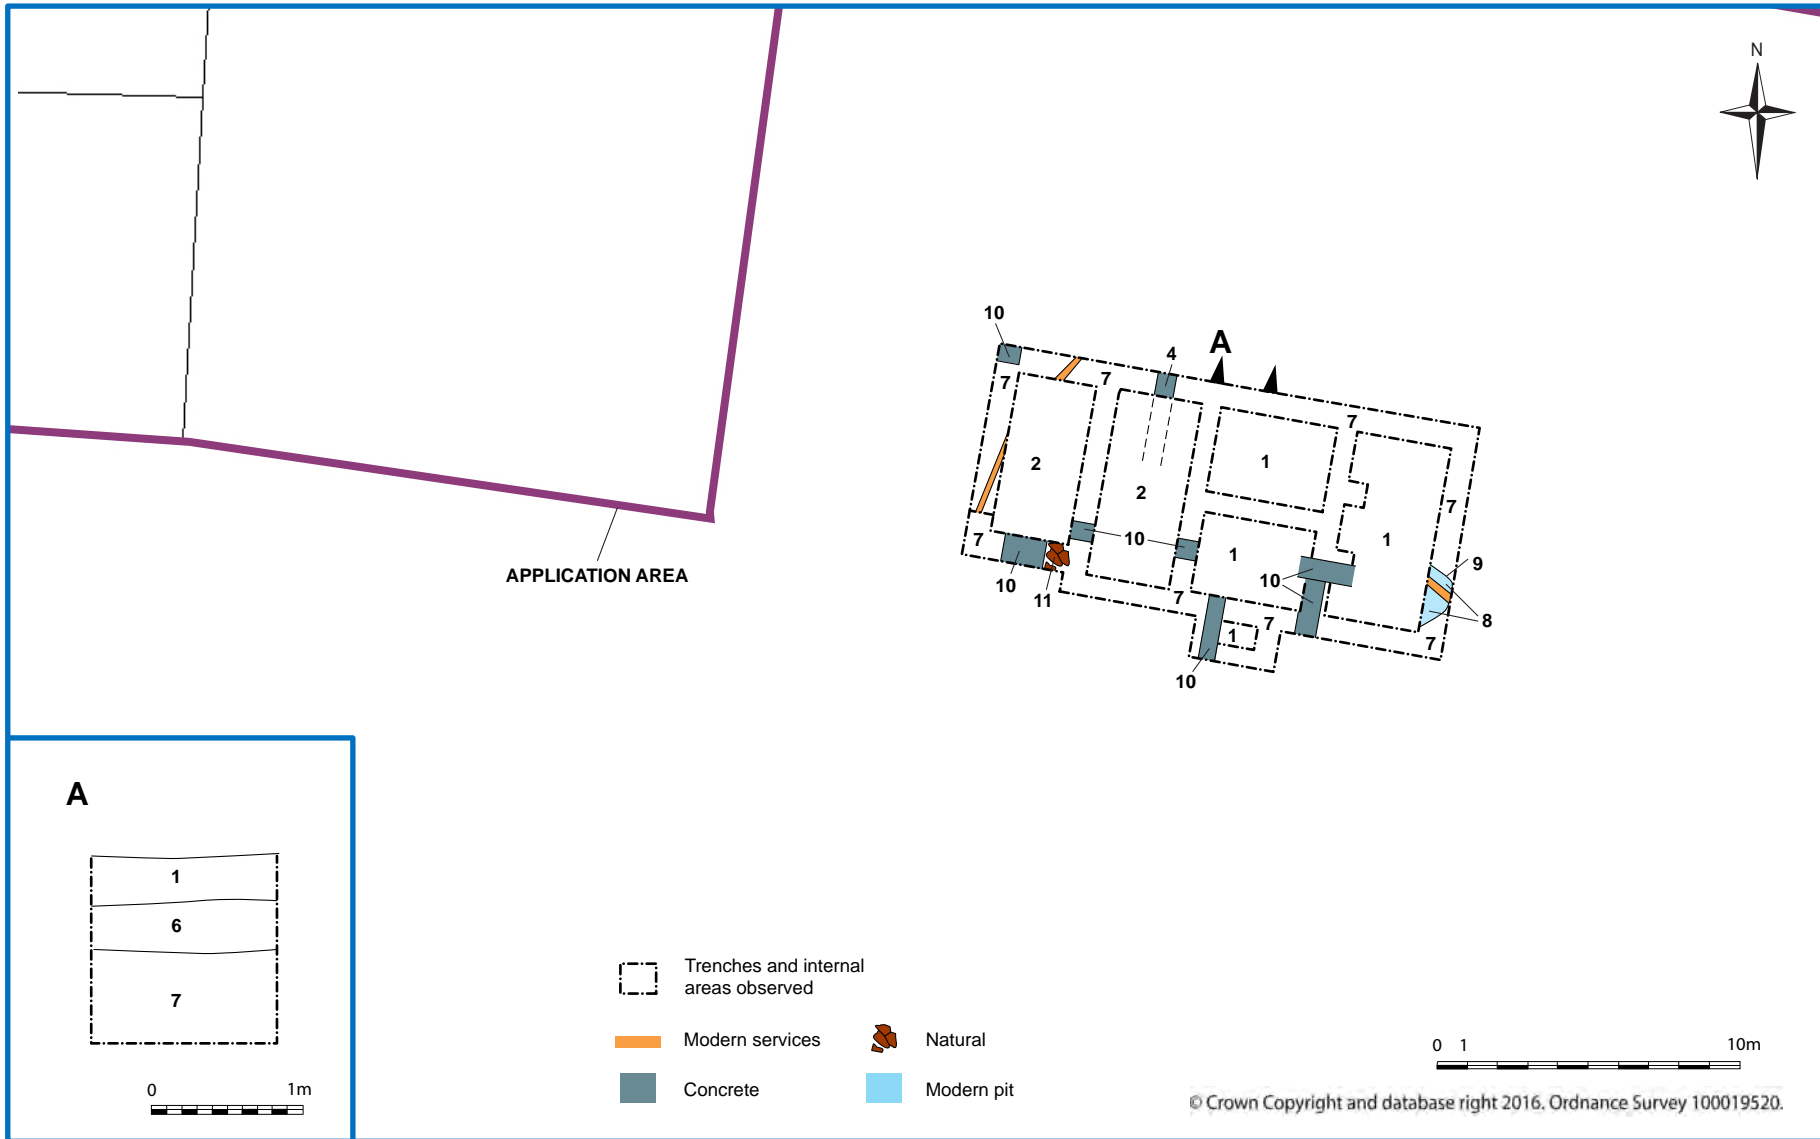 N
10
A
4
7
7
7
2
1
2
7
1
10
1
7
9
10
10
11
7
8
7
1
7
10
APPLICATION AREA
A
1
6
7
0 1m
Trenches and internal
areas observed
Modern services
Natural
Concrete
Modern pit
0 1 10m
© Crown Copyright and database right 2016. Ordnance Survey 100019520.